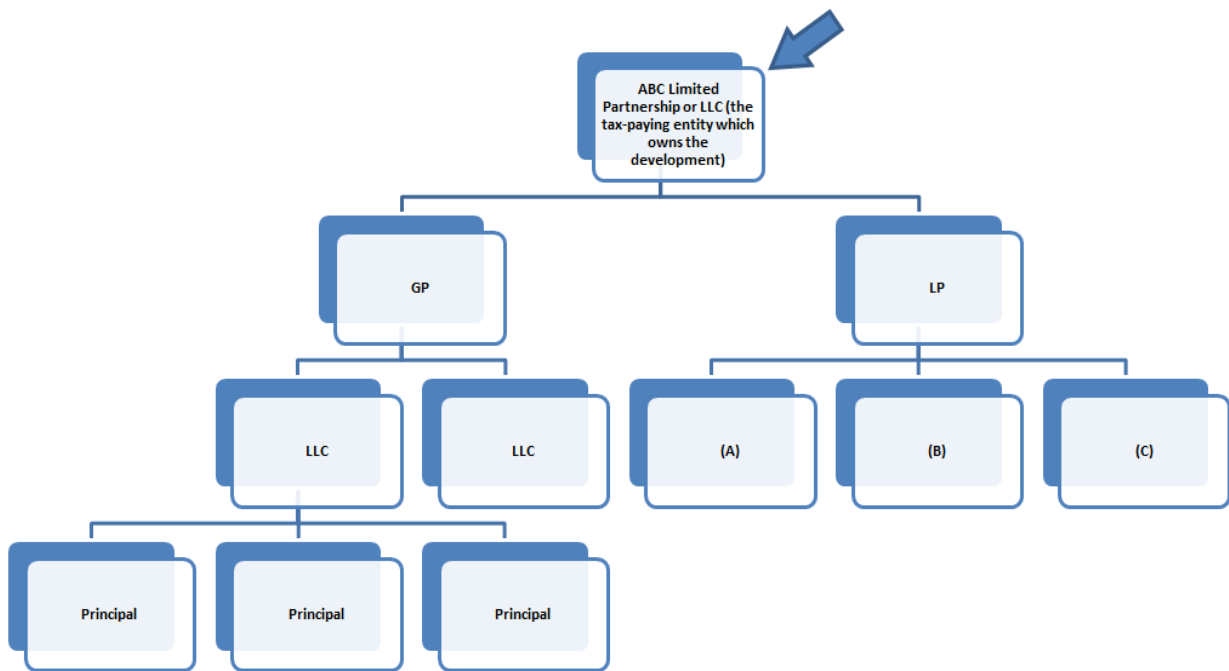 ABC Limited
Partnership or LLC (the
tax-paying entity which
owns the
development)
GP
LP
LLC
LLC
(A)
(B)
(C)
Principal
Principal
Principal